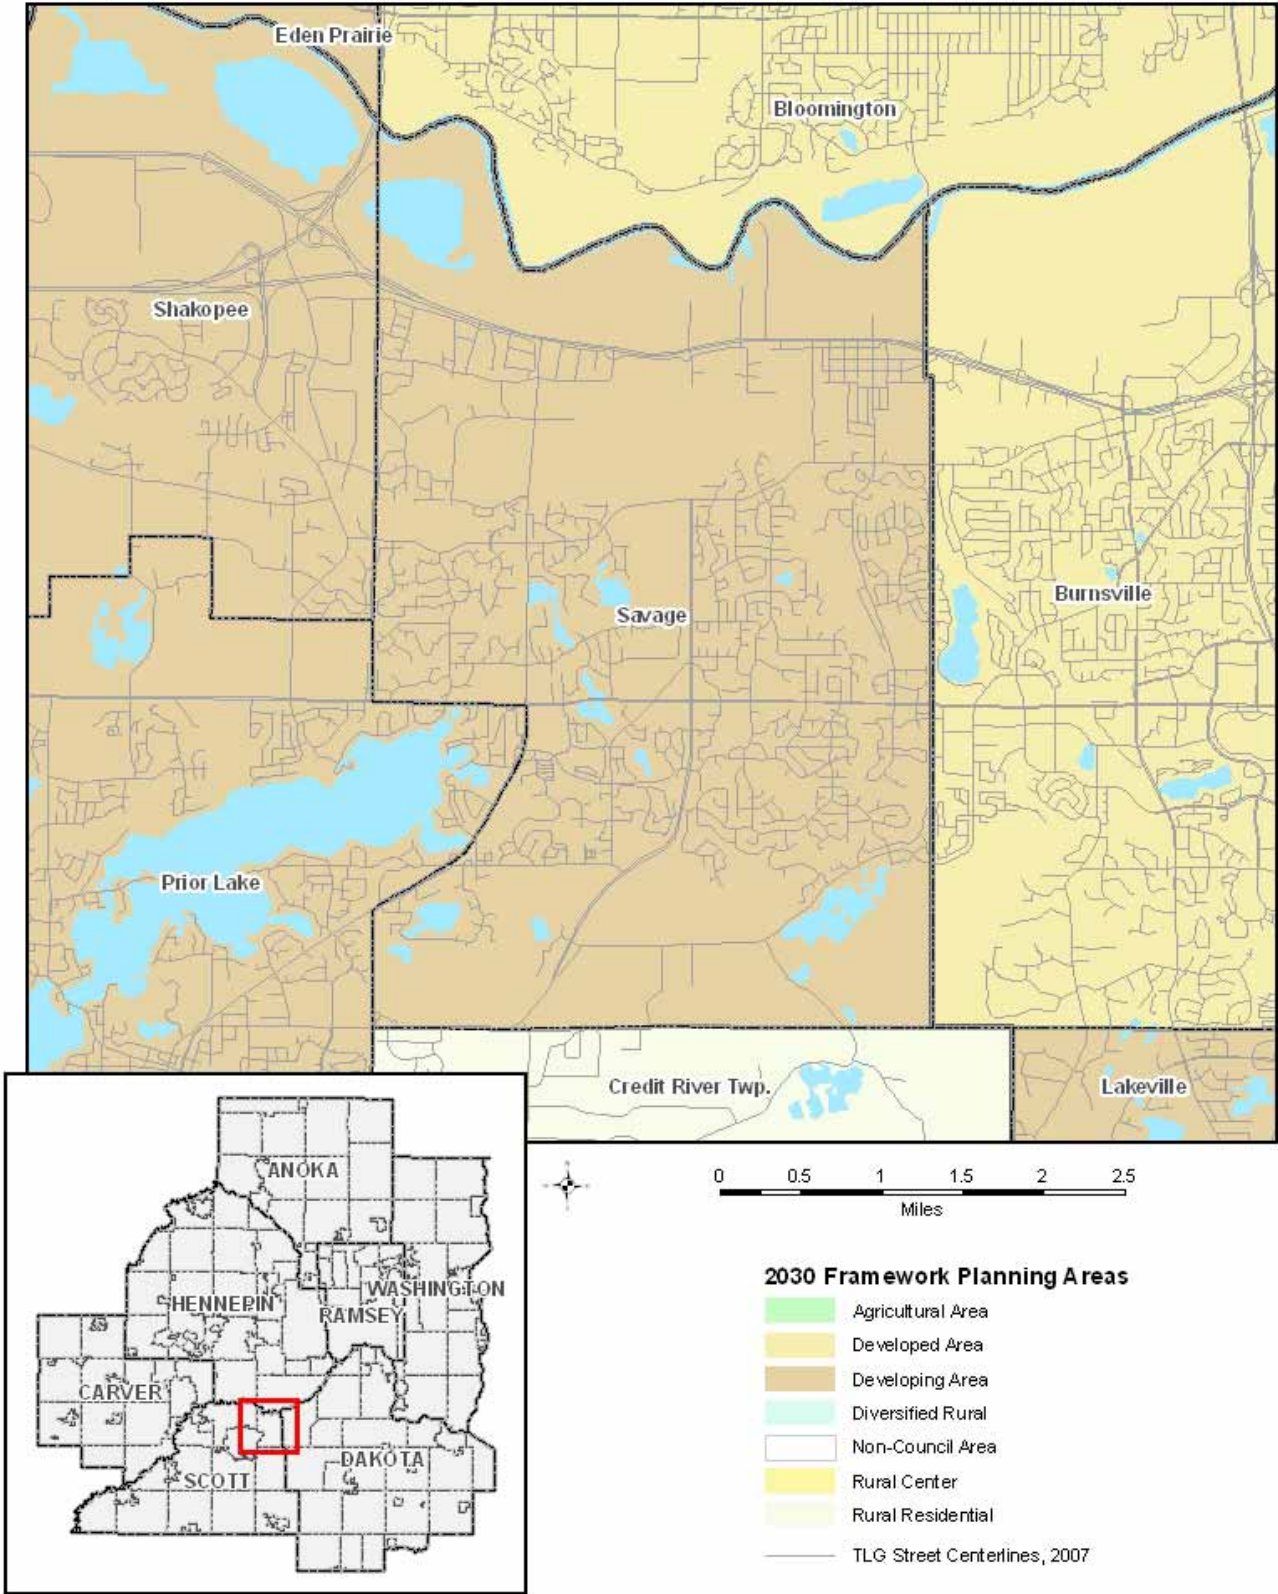 Eden Prairie
Bloomington
Shakopee
Savage
Burnsville
Prior Lake
Credit River Twp.
Lakeville
ANOKA
HENNEPIN
WASHINGTON
RAMSEY
CARVER
SCOTT
DAKOTA
0 0.5 1 1.5 2 2.5
Miles
2030 Framework Planning Areas
Agricultural Area
Developed Area
Developing Area
Diversified Rural
Non-Council Area
Rural Center
Rural Residential
TLG Street Centerlines, 2007